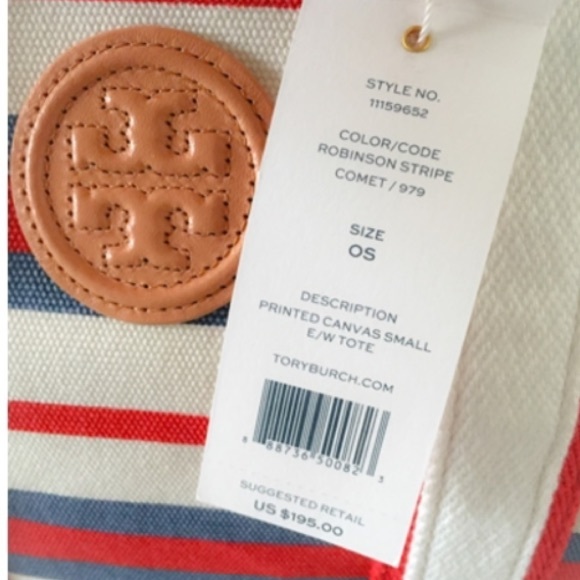 STYLE NO.
11159652
COLOR/CODE
ROBINSON STRIPE
COMET / 979
SIZE
OS
DESCRIPTION
PRINTED CANVAS SMALL
E/W TOTE
TORYBURCH.COM
8 88736 50082 3
SUGGESTED RETAIL
US $195.00